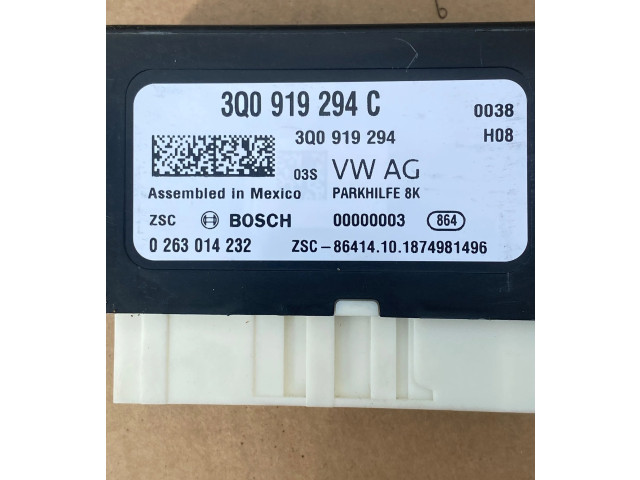 3Q0 919 294 C 0038
3Q0 919 294 H08
03S VW AG
Assembled in Mexico PARKHILFE 8K
ZSC BOSCH 00000003 864
0 263 014 232 ZSC-86414.10.1874981496